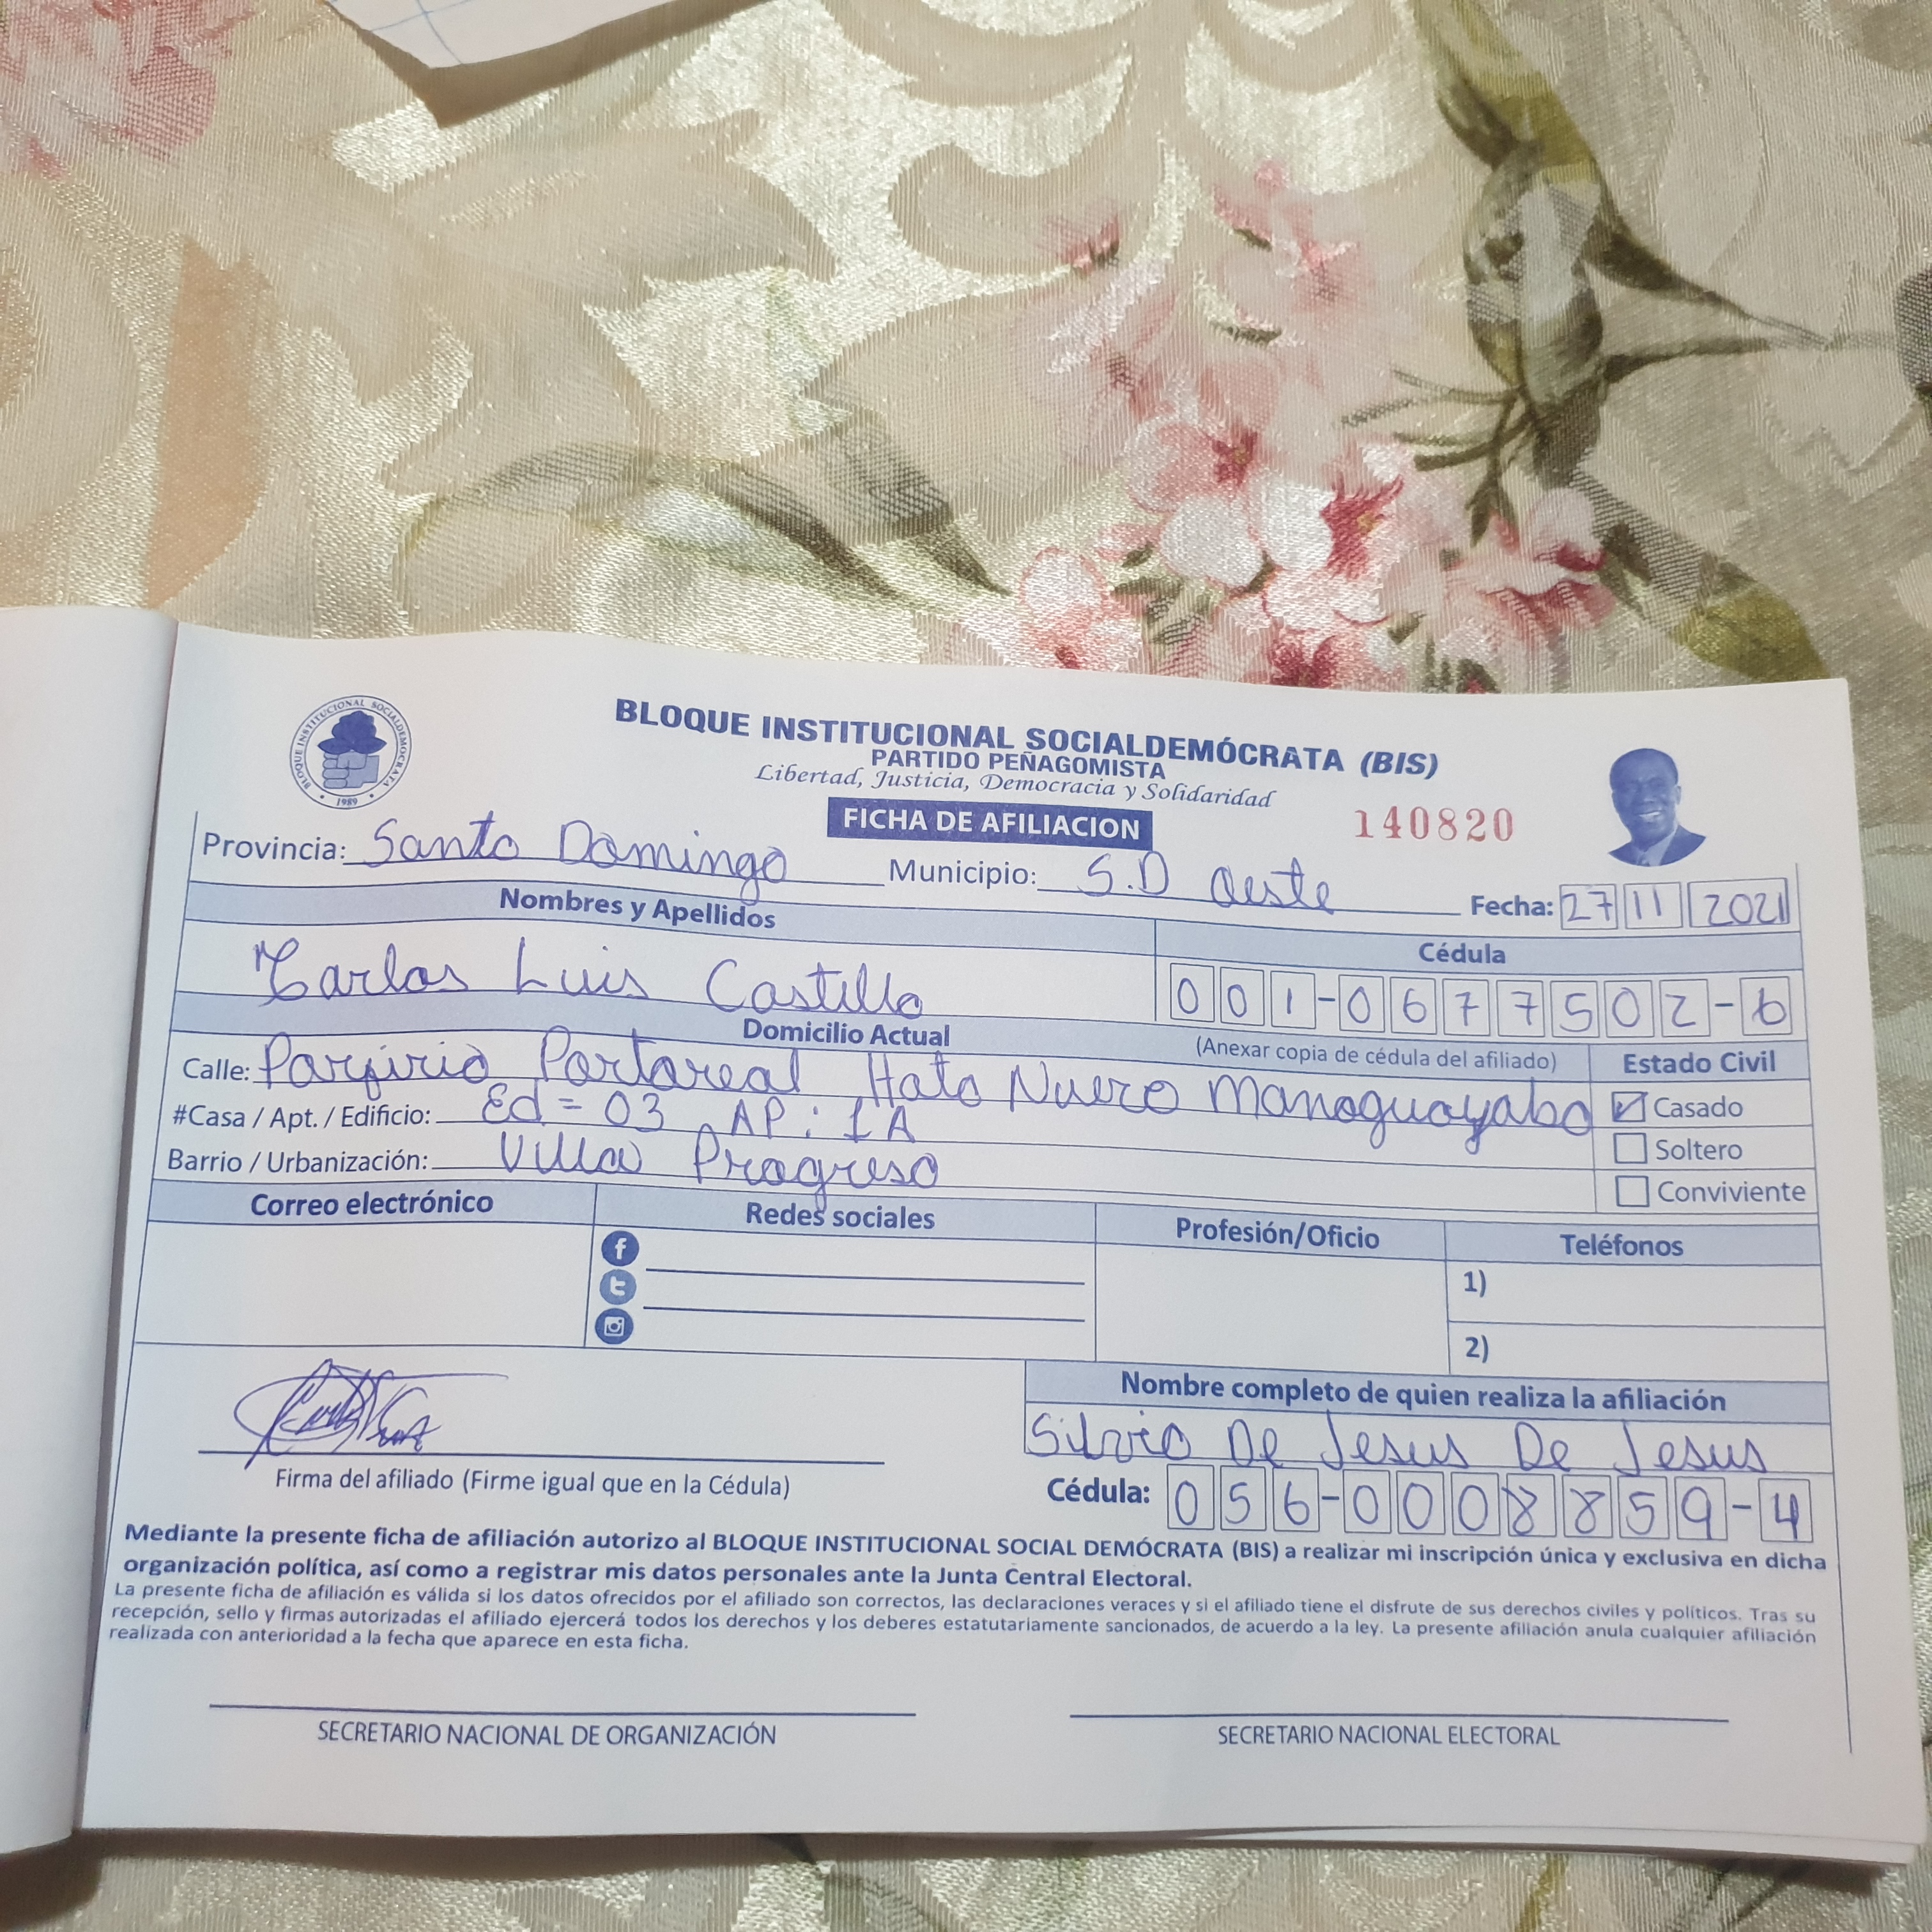 BLOQUE INSTITUCIONAL SOCIALDEMOCRATA
1989
BLOQUE INSTITUCIONAL SOCIALDEMÓCRATA (BIS)
PARTIDO PEÑAGOMISTA
Libertad, Justicia, Democracia y Solidaridad
FICHA DE AFILIACION
140820
Provincia: Santo Domingo Municipio: S.D Oeste Fecha: 27 11 2021
Nombres y Apellidos Cédula
Carlos Luis Castillo 001-0677502-6
Domicilio Actual (Anexar copia de cédula del afiliado) Estado Civil
Calle: Porfirio Portareal Hato Nuevo Manoguayabo Casado
#Casa / Apt. / Edificio: Ed = 03 AP: 1A Soltero
Barrio / Urbanización: Villa Progreso Conviviente
Correo electrónico Redes sociales Profesión/Oficio Teléfonos
1)
2)
Nombre completo de quien realiza la afiliación
Silvio De Jesus De Jesus
Firma del afiliado (Firme igual que en la Cédula) Cédula: 056-0008859-4
Mediante la presente ficha de afiliación autorizo al BLOQUE INSTITUCIONAL SOCIAL DEMÓCRATA (BIS) a realizar mi inscripción única y exclusiva en dicha
organización política, así como a registrar mis datos personales ante la Junta Central Electoral.
La presente ficha de afiliación es válida si los datos ofrecidos por el afiliado son correctos, las declaraciones veraces y si el afiliado tiene el disfrute de sus derechos civiles y políticos. Tras su
recepción, sello y firmas autorizadas el afiliado ejercerá todos los derechos y los deberes estatutariamente sancionados, de acuerdo a la ley. La presente afiliación anula cualquier afiliación
realizada con anterioridad a la fecha que aparece en esta ficha.
SECRETARIO NACIONAL DE ORGANIZACIÓN SECRETARIO NACIONAL ELECTORAL